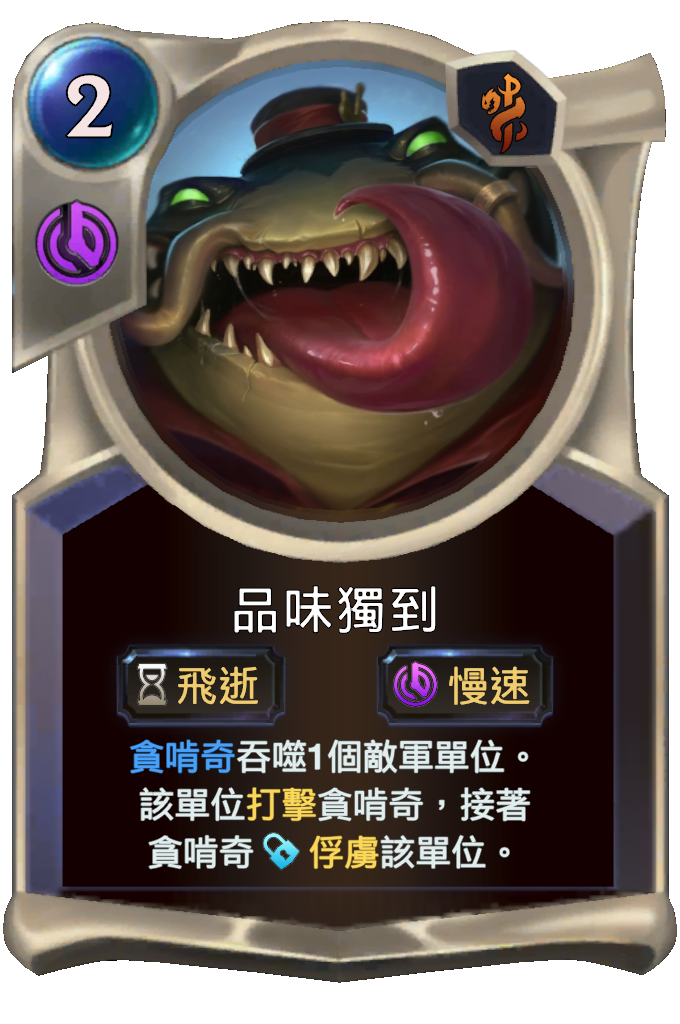 2
品味獨到
飛逝 慢速
貪啃奇吞噬1個敵軍單位。
該單位打擊貪啃奇，接著
貪啃奇 俘虜該單位。